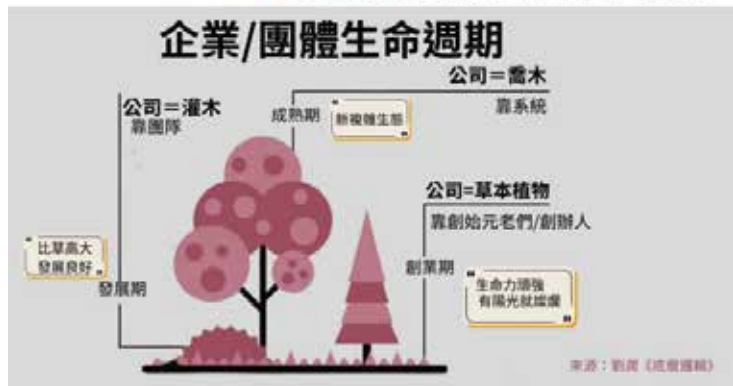 企業/團體生命週期
公司＝喬木
靠系統
成熟期
新複雜生態
公司＝灌木
靠團隊
比草高大
發展良好
發展期
公司=草本植物
靠創始元老們/創辦人
創業期
生命力頑強
有陽光就燦爛
來源：劉潤《底層邏輯》